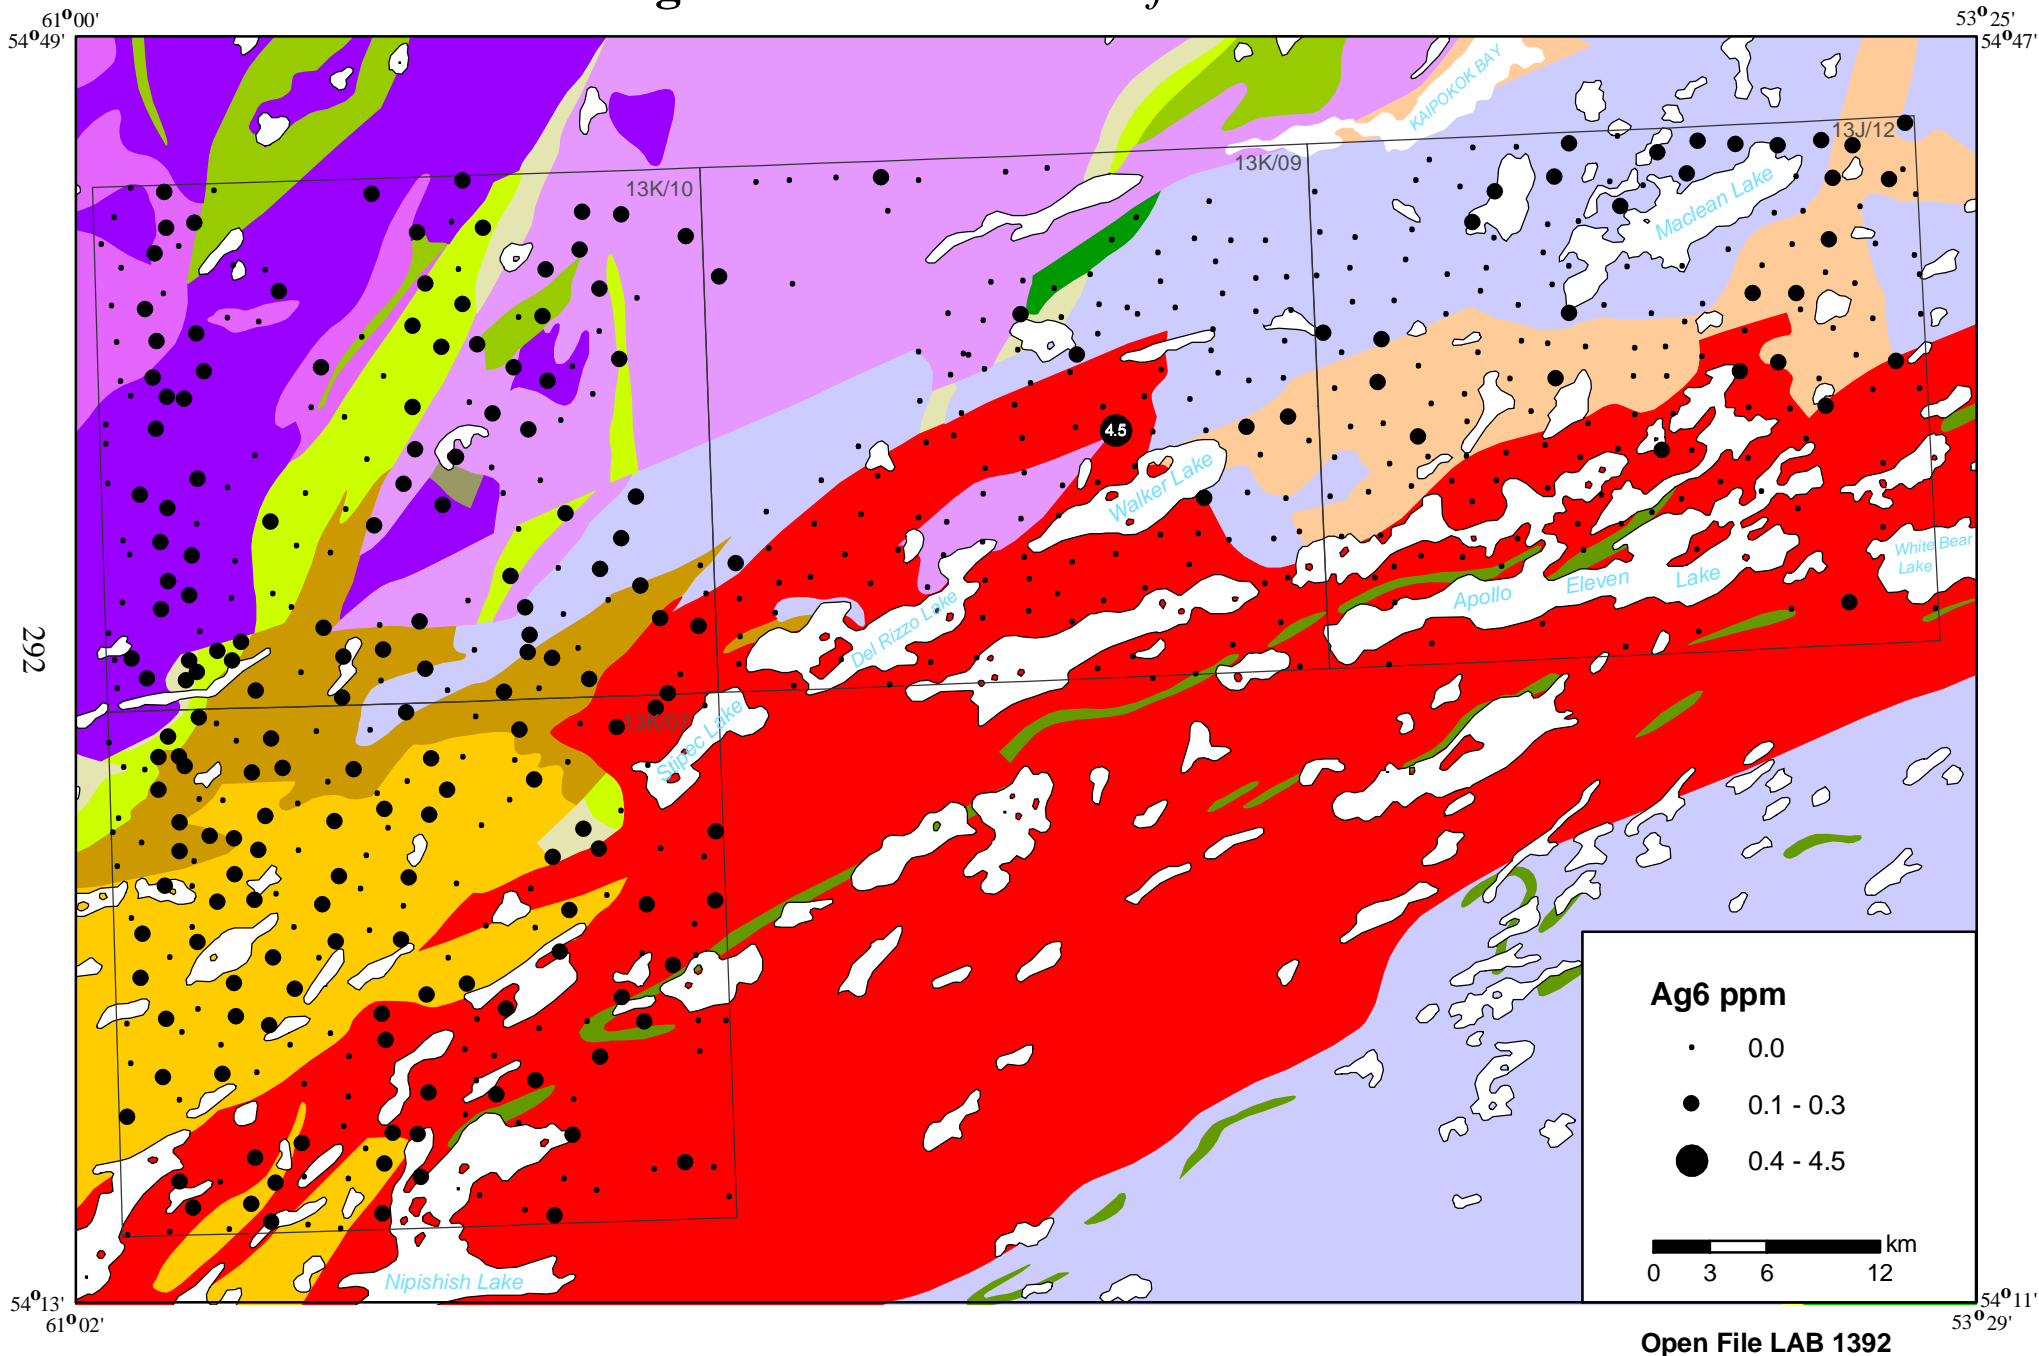 61°00'
53°25'
54°49'
54°47'
KAIPOKOK BAY
13J/12
13K/09
13K/10
Maclean Lake
4.5
Walker Lake
White Bear
Lake
Apollo Eleven Lake
Del Rizzo Lake
292
13K/07
Stipec Lake
Ag6 ppm
0.0
0.1 - 0.3
0.4 - 4.5
km
0 3 6 12
Nipishish Lake
54°13'
54°11'
61°02'
53°29'
Open File LAB 1392